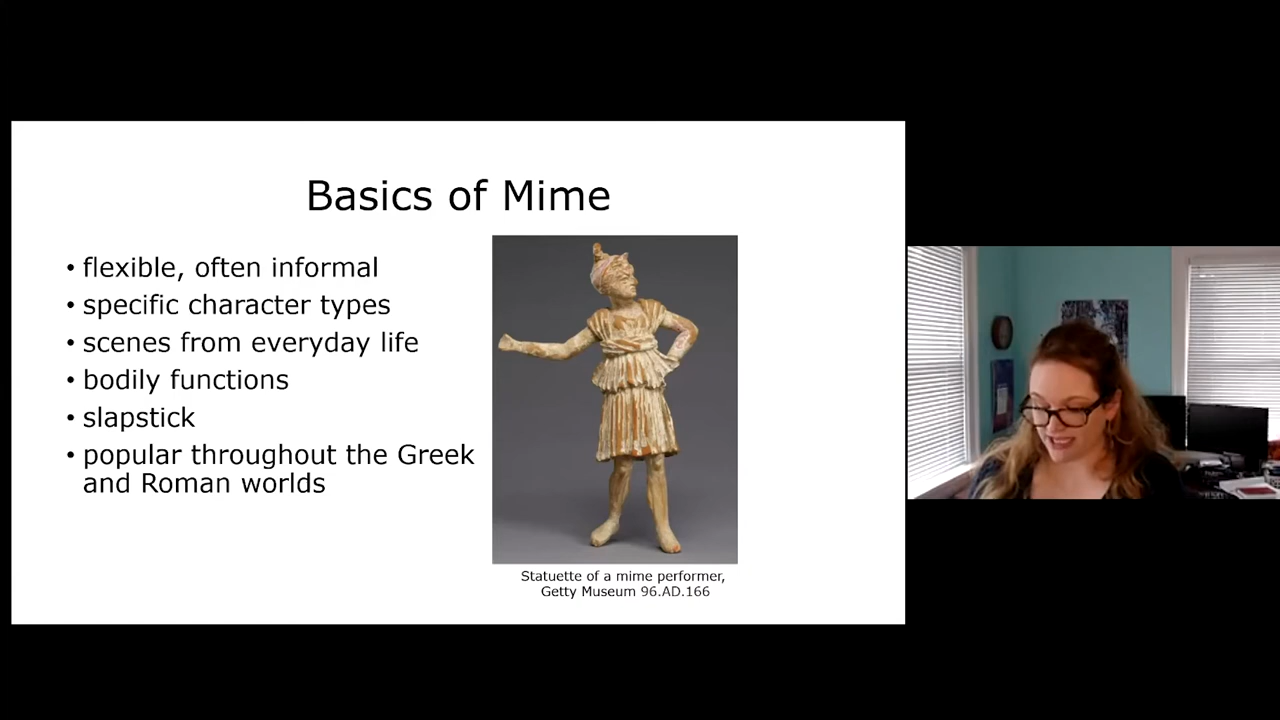 Basics of Mime
• flexible, often informal
• specific character types
• scenes from everyday life
• bodily functions
• slapstick
• popular throughout the Greek
and Roman worlds
Statuette of a mime performer,
Getty Museum 96.AD.166